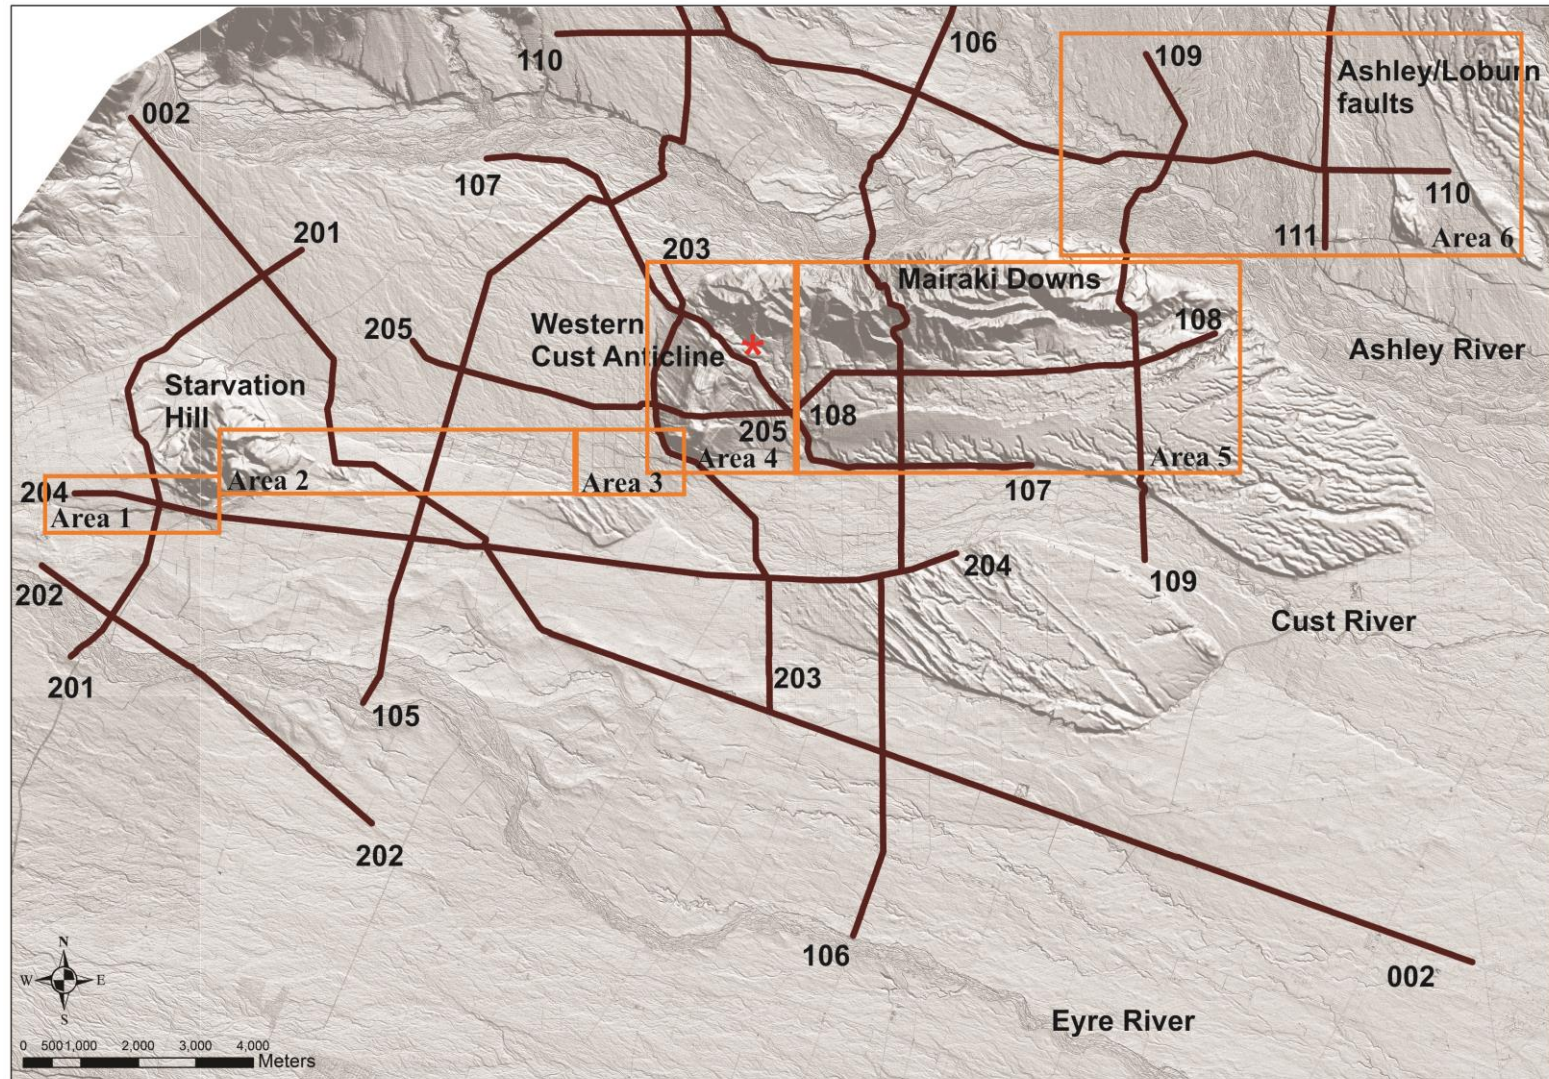 106
109
Ashley/Loburn
faults
110
002
107
110
201
203
111
Area 6
Mairaki Downs
205
Western
Cust Anticline
*
108
Ashley River
Starvation
Hill
108
205
Area 4
Area 5
Area 2
Area 3
107
204
Area 1
204
109
202
Cust River
201
203
105
202
106
002
Eyre River
N
W
E
S
0 500 1,000 2,000 3,000 4,000
Meters